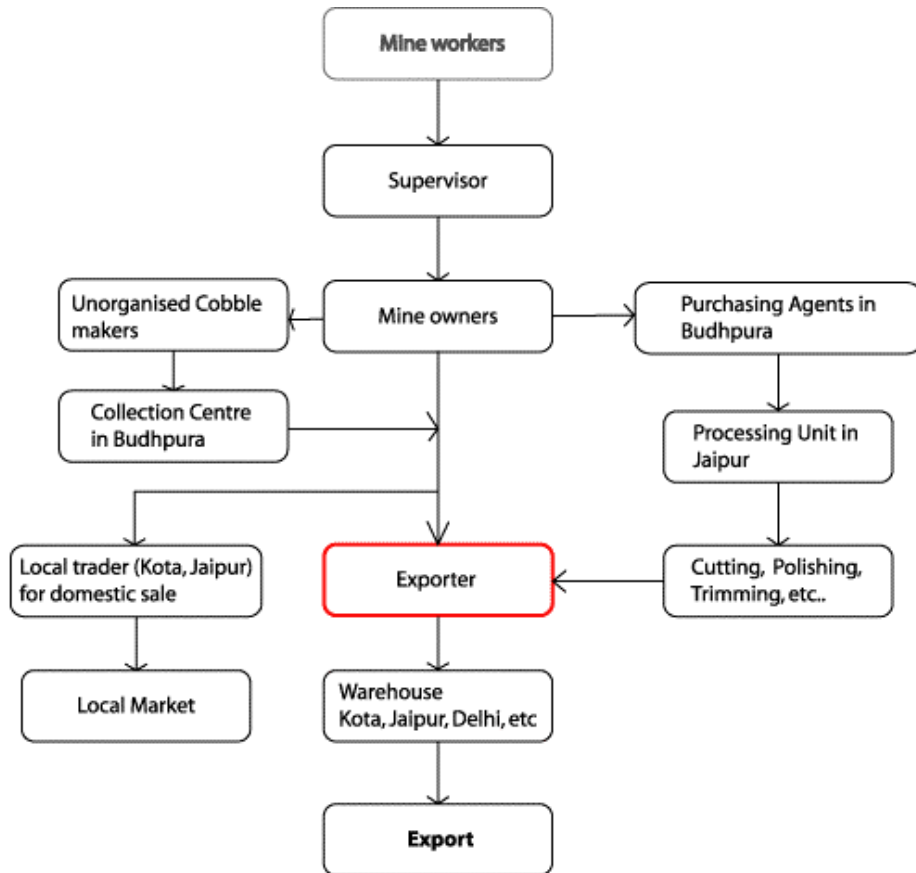 Mine workers
Supervisor
Unorganised Cobble
makers
Mine owners
Purchasing Agents in
Budhpura
Collection Centre
in Budhpura
Processing Unit in
Jaipur
Local trader (Kota, Jaipur)
for domestic sale
Exporter
Cutting, Polishing,
Trimming, etc..
Local Market
Warehouse
Kota, Jaipur, Delhi, etc
Export